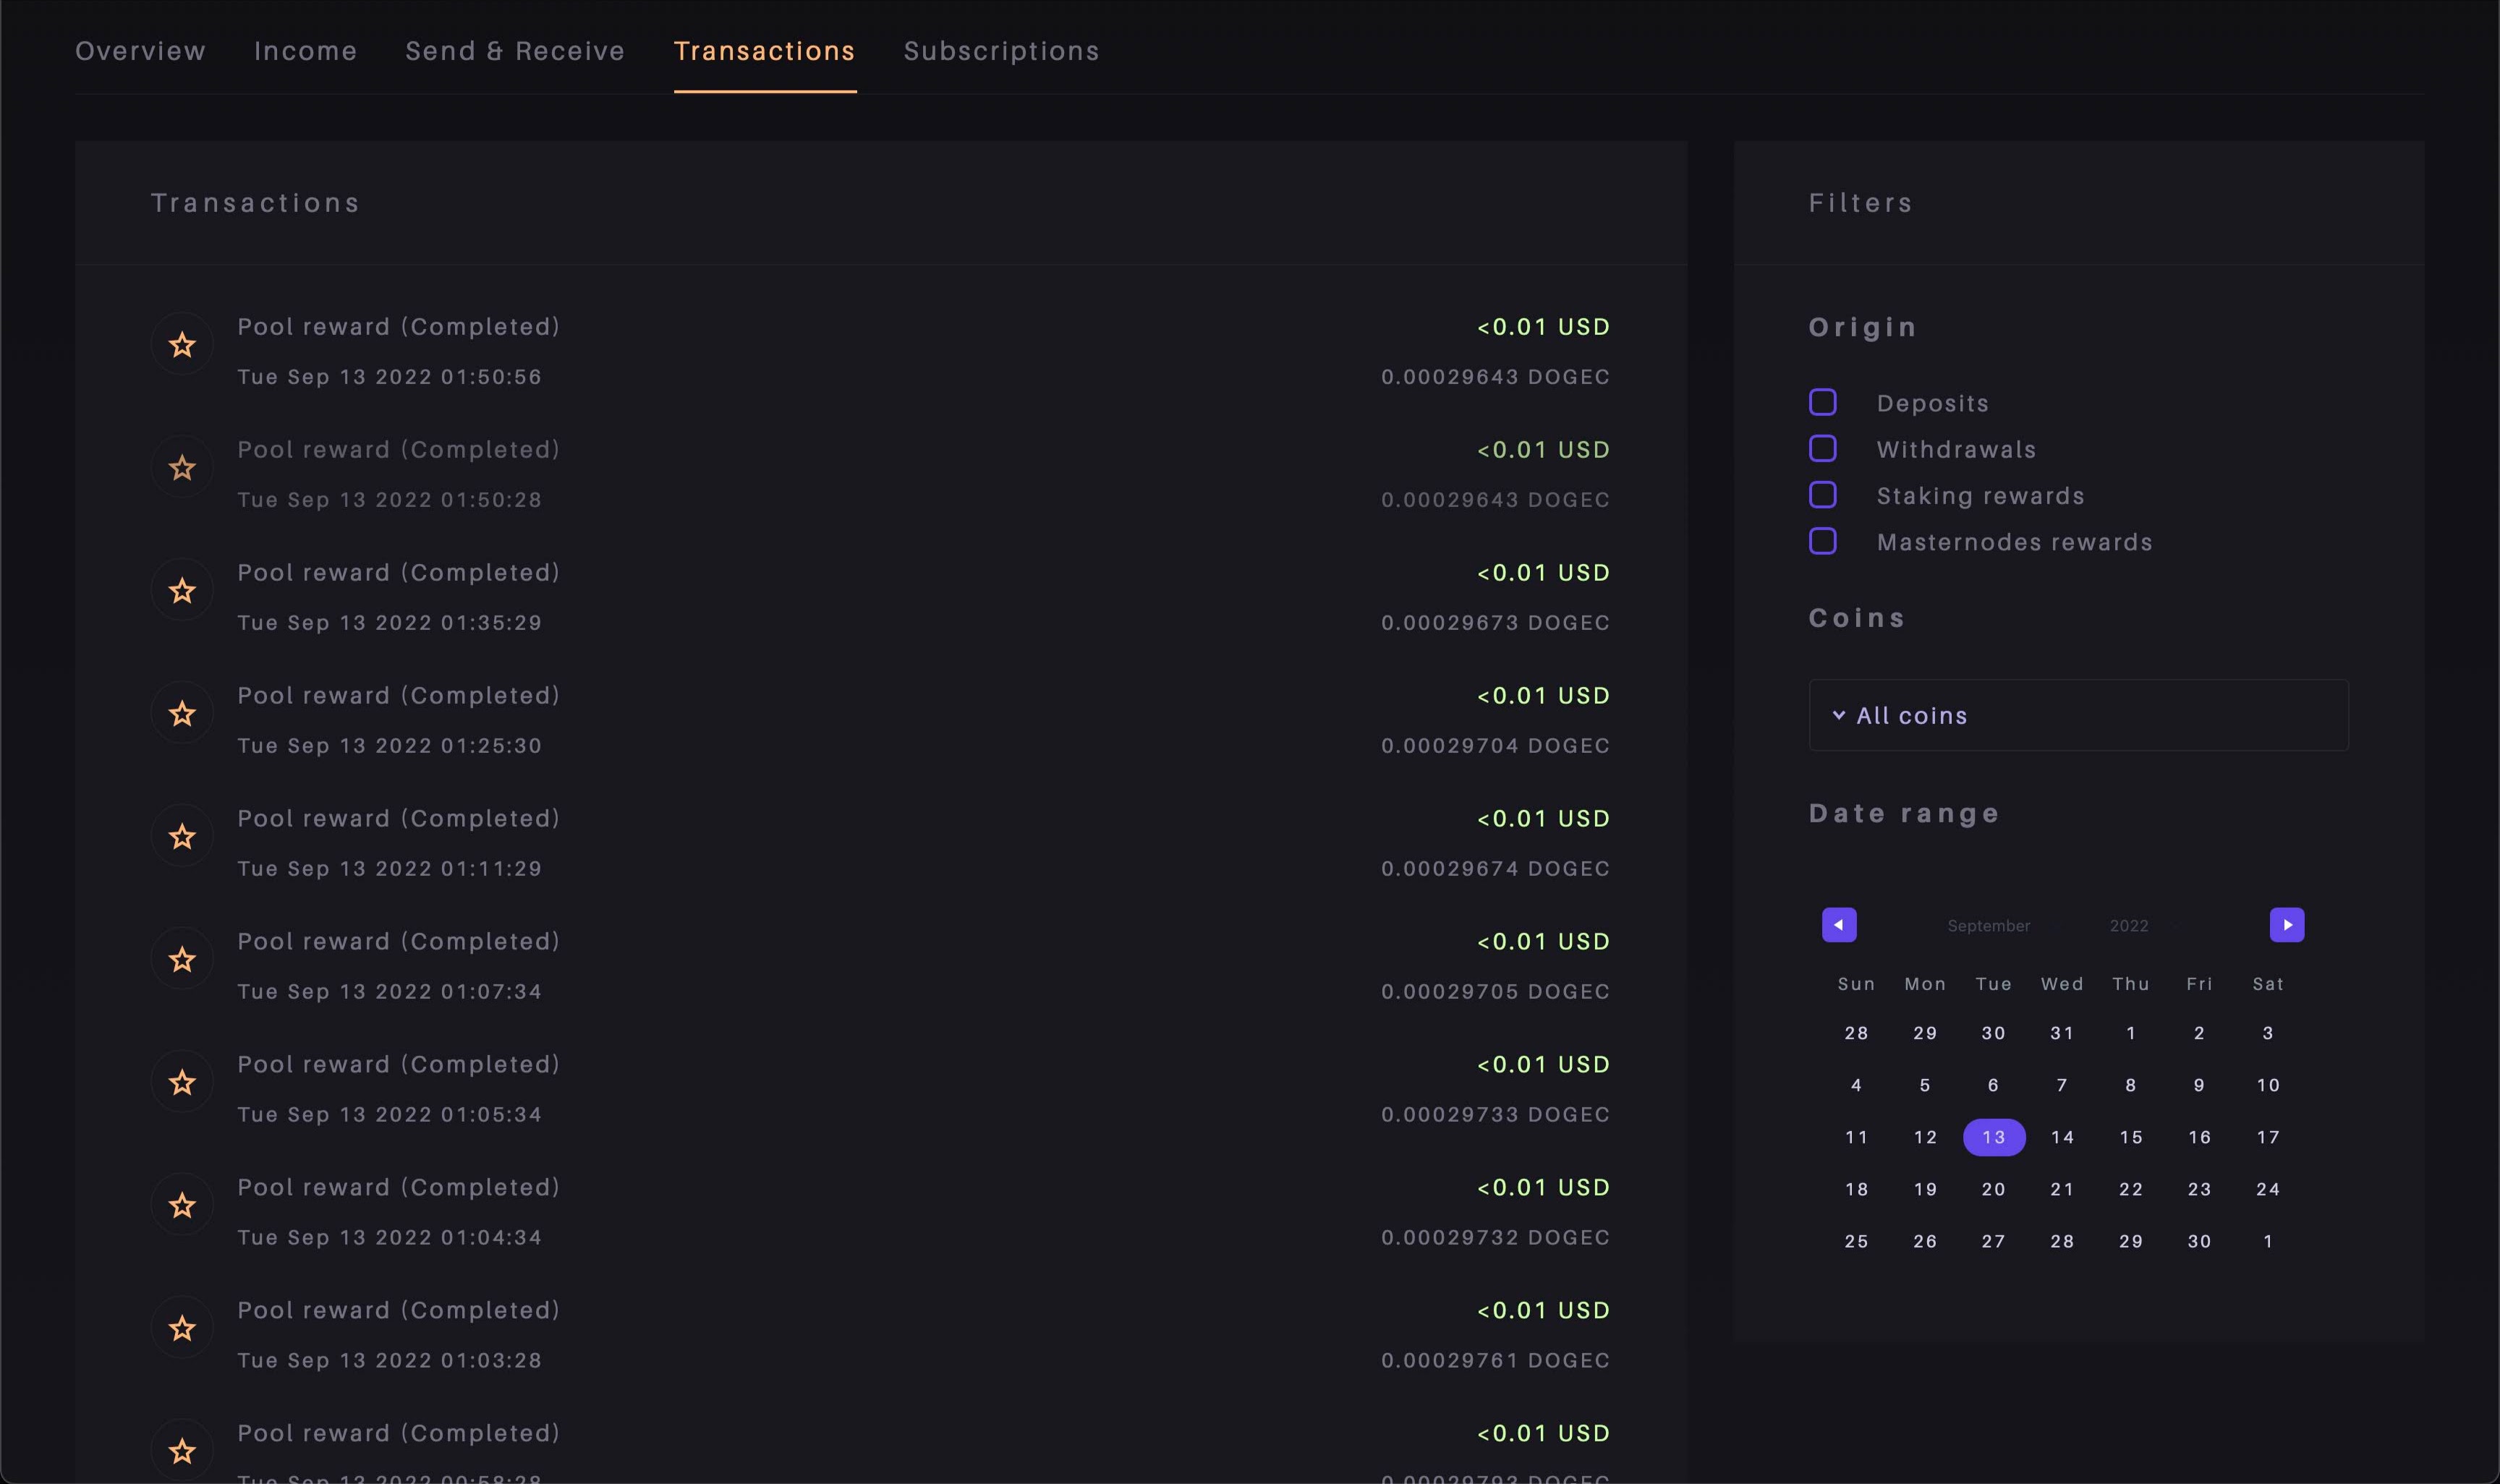 Overview Income Send & Receive Transactions Subscriptions
Transactions
Pool reward (Completed) <0.01 USD
Tue Sep 13 2022 01:50:56 0.00029643 DOGEC
Pool reward (Completed) <0.01 USD
Tue Sep 13 2022 01:50:28 0.00029643 DOGEC
Pool reward (Completed) <0.01 USD
Tue Sep 13 2022 01:35:29 0.00029673 DOGEC
Pool reward (Completed) <0.01 USD
Tue Sep 13 2022 01:25:30 0.00029704 DOGEC
Pool reward (Completed) <0.01 USD
Tue Sep 13 2022 01:11:29 0.00029674 DOGEC
Pool reward (Completed) <0.01 USD
Tue Sep 13 2022 01:07:34 0.00029705 DOGEC
Pool reward (Completed) <0.01 USD
Tue Sep 13 2022 01:05:34 0.00029733 DOGEC
Pool reward (Completed) <0.01 USD
Tue Sep 13 2022 01:04:34 0.00029732 DOGEC
Pool reward (Completed) <0.01 USD
Tue Sep 13 2022 01:03:28 0.00029761 DOGEC
Pool reward (Completed) <0.01 USD
Tue Sep 13 2022 00:58:28 0.00029793 DOGEC
Filters
Origin
Deposits
Withdrawals
Staking rewards
Masternodes rewards
Coins
All coins
Date range
September 2022
Sun Mon Tue Wed Thu Fri Sat
28 29 30 31 1 2 3
4 5 6 7 8 9 10
11 12 13 14 15 16 17
18 19 20 21 22 23 24
25 26 27 28 29 30 1